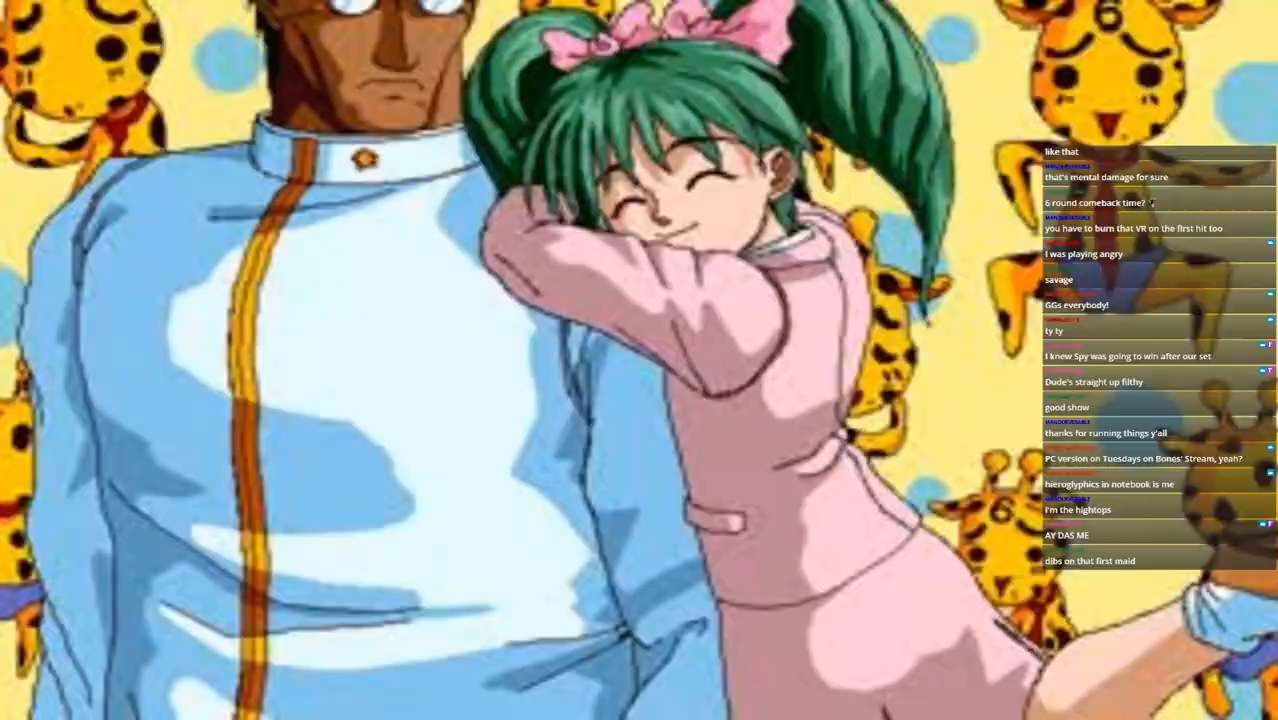 6
like that
that's mental damage for sure
6 round comeback time?
you have to burn that VR on the first hit too
I was playing angry
savage
GGs everybody!
ty ty
I knew Spy was going to win after our set
Dude's straight up filthy
good show
thanks for running things y'all
PC version on Tuesdays on Bones' Stream, yeah?
hieroglyphics in notebook is me
6
i'm the hightops
AY DAS ME
dibs on that first maid